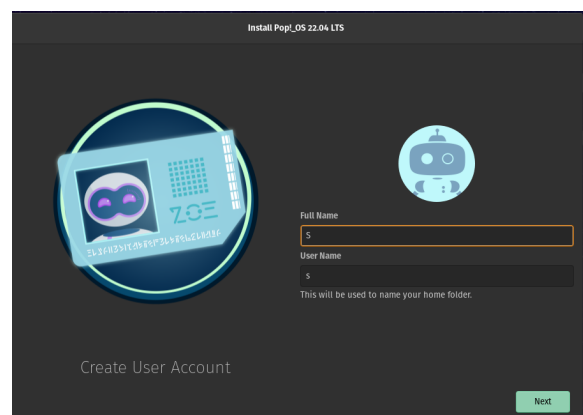 Install Pop!_OS 22.04 LTS
ZOE
Full Name
S
User Name
s
This will be used to name your home folder.
Create User Account
Next